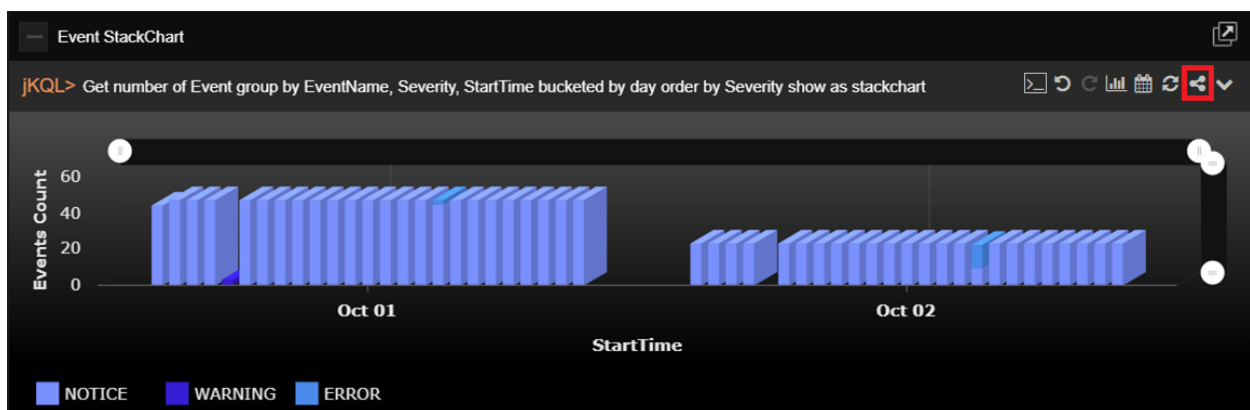 Event StackChart
jKQL> Get number of Event group by EventName, Severity, StartTime bucketed by day order by Severity show as stackchart
Events Count
60
40
20
0
Oct 01
Oct 02
StartTime
NOTICE
WARNING
ERROR